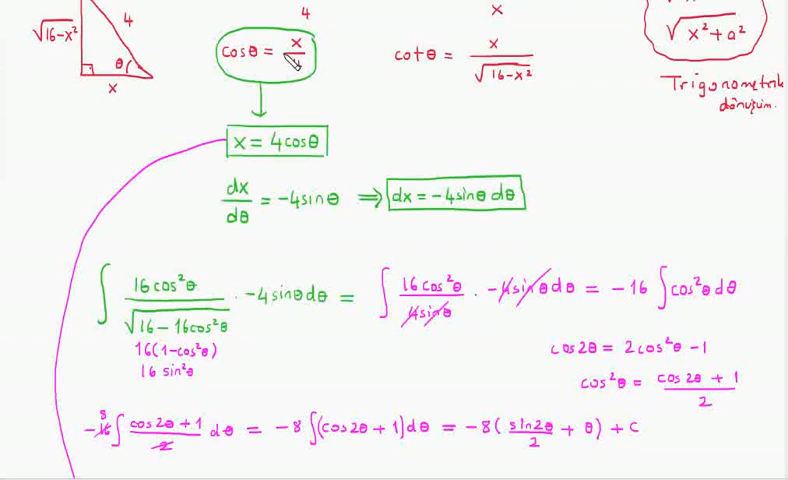 4
x
√(16-x²)
4
θ
x
cosθ = x/4
cotθ = x/√(16-x²)
√(x²+a²)
Trigonometrik
dönüşüm.
x = 4cosθ
dx/dθ = -4sinθ ⇒ dx = -4sinθ dθ
∫ 16cos²θ/√(16-16cos²θ) · -4sinθdθ = ∫ 16cos²θ/4sinθ · -4sinθdθ = -16 ∫cos²θdθ
16(1-cos²θ)
16 sin²θ
cos2θ = 2cos²θ -1
cos²θ = (cos2θ + 1)/2
8
-16 ∫ (cos2θ+1)/2 dθ = -8 ∫(cos2θ+1)dθ = -8( sin2θ/2 + θ) + c